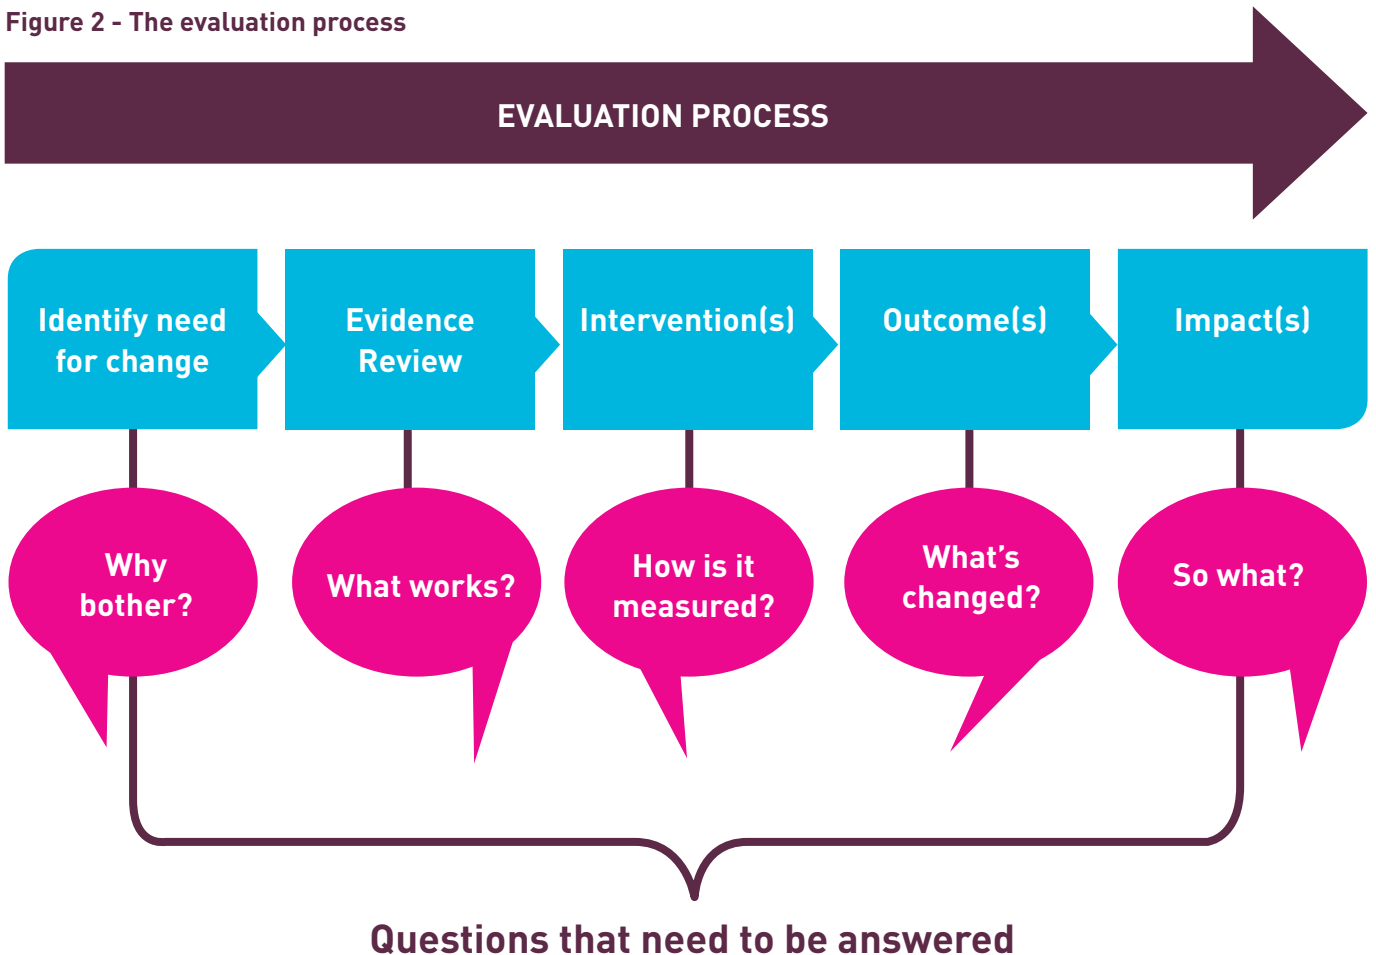 Figure 2 - The evaluation process
EVALUATION PROCESS
Identify need
for change
Evidence
Review
Intervention(s)
Outcome(s)
Impact(s)
Why
bother?
What works?
How is it
measured?
What's
changed?
So what?
Questions that need to be answered